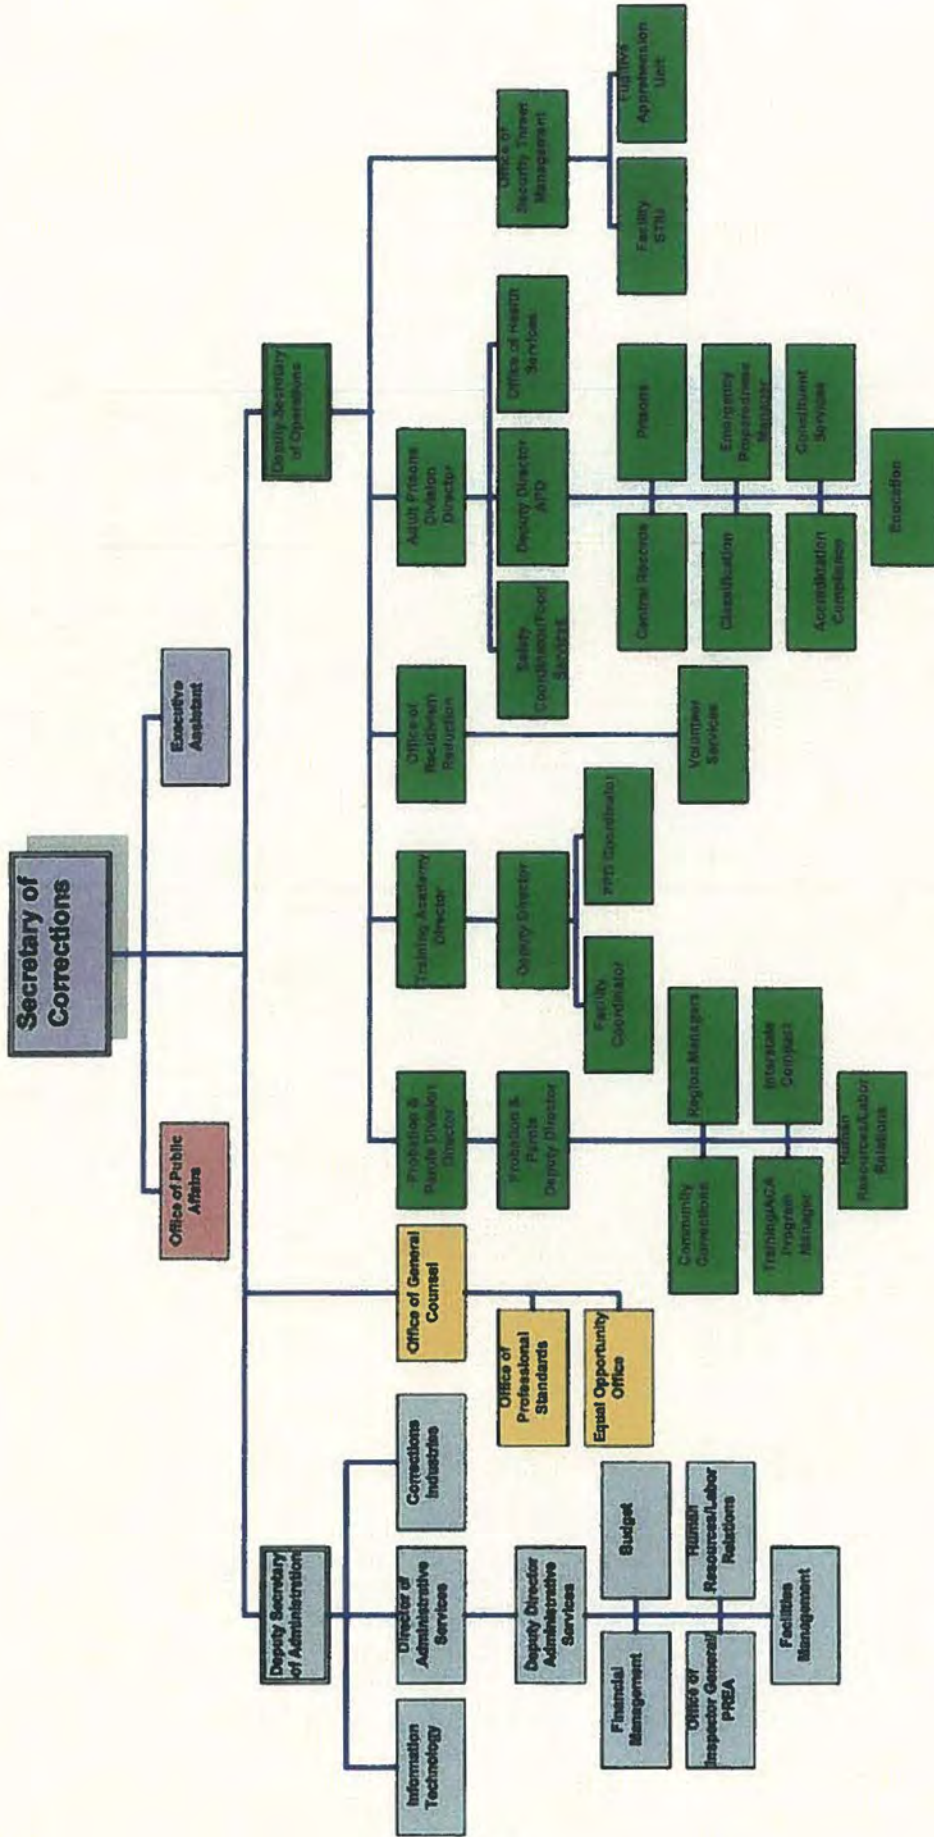 Secretary of
Corrections
Office of Public
Affairs
Executive
Assistant
Deputy Secretary
of Administration
Deputy Secretary
of Operations
Information
Technology
Director of
Administrative
Services
Corrections
Industries
Office of General
Counsel
Probation &
Parole Division
Director
Training Academy
Director
Office of
Recidivism
Reduction
Adult Prisons
Division
Director
Deputy Director
Administrative
Services
Office of
Professional
Standards
Equal Opportunity
Office
Probation &
Parole
Deputy Director
Deputy Director
Safety
Coordinator/Food
Services
Deputy Director
APD
Office of Health
Services
Office of
Security Threat
Management
Financial
Management
Budget
Office of
Inspector General/
PREA
Human
Resources/Labor
Relations
Facilities
Management
Facility
Coordinator
PPD Coordinator
Community
Corrections
Region Managers
Training/ACA
Program
Manager
Interstate
Compact
Human
Resources/Labor
Relations
Volunteer
Services
Central Records
Prisons
Classification
Emergency
Preparedness
Manager
Accreditation
Compliance
Constituent
Services
Education
Facility
STIU
Fugitive
Apprehension
Unit